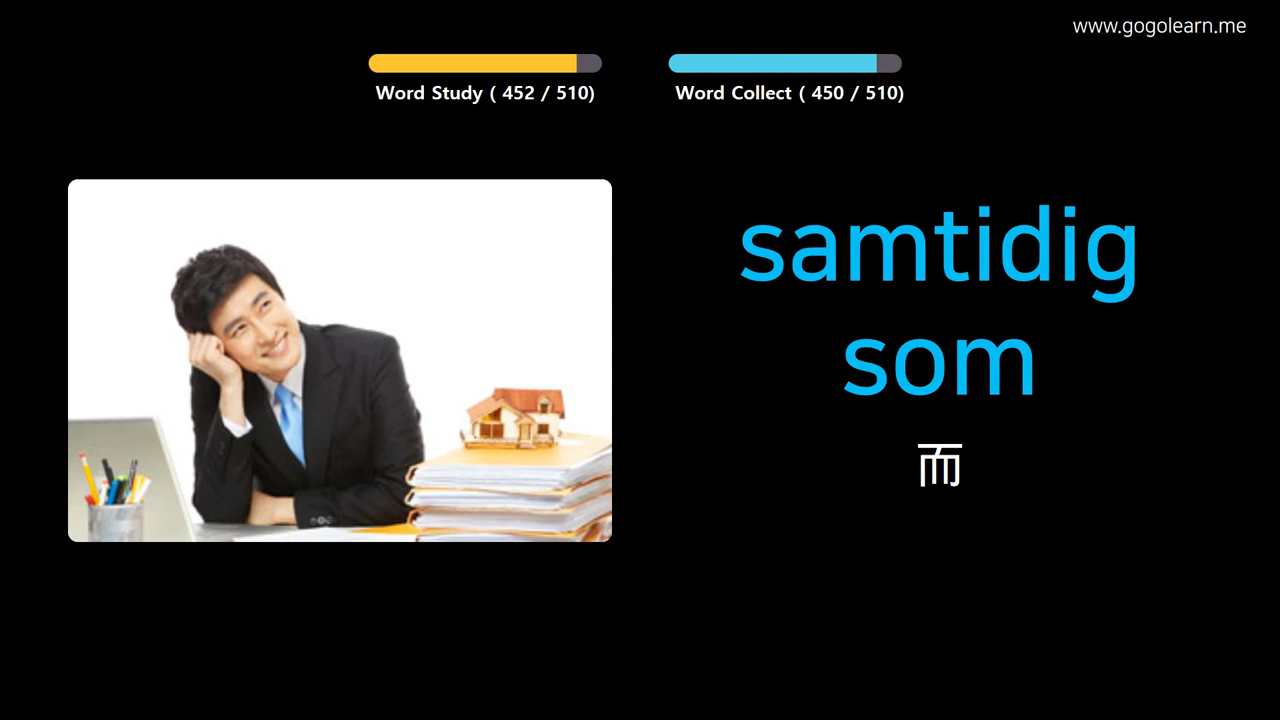 www.gogolearn.me
Word Study ( 452 / 510)
Word Collect ( 450 / 510)
samtidig
som
而